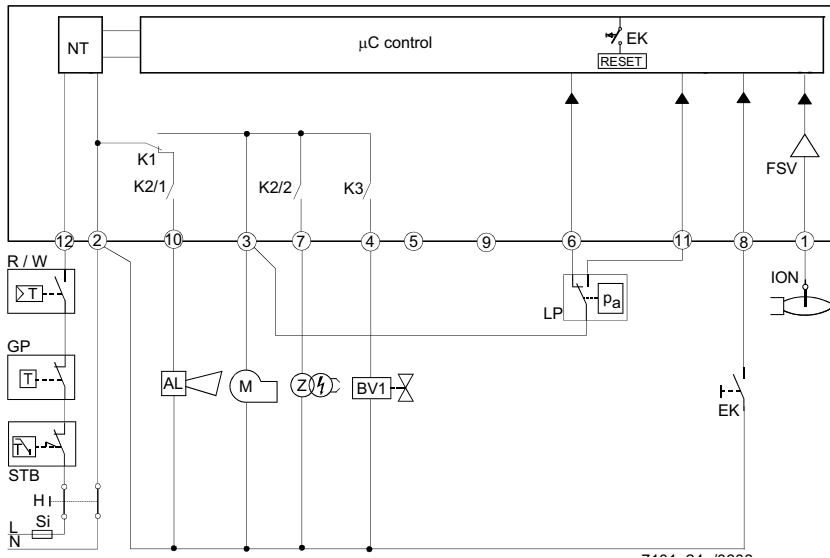 NT
µC control
EK
RESET
K1
K2/1
K2/2
K3
FSV
12
2
10
3
7
4
5
9
6
11
8
1
R / W
T
ION
LP
pa
GP
T
AL
M
Z
BV1
EK
T
STB
H
Si
L
N